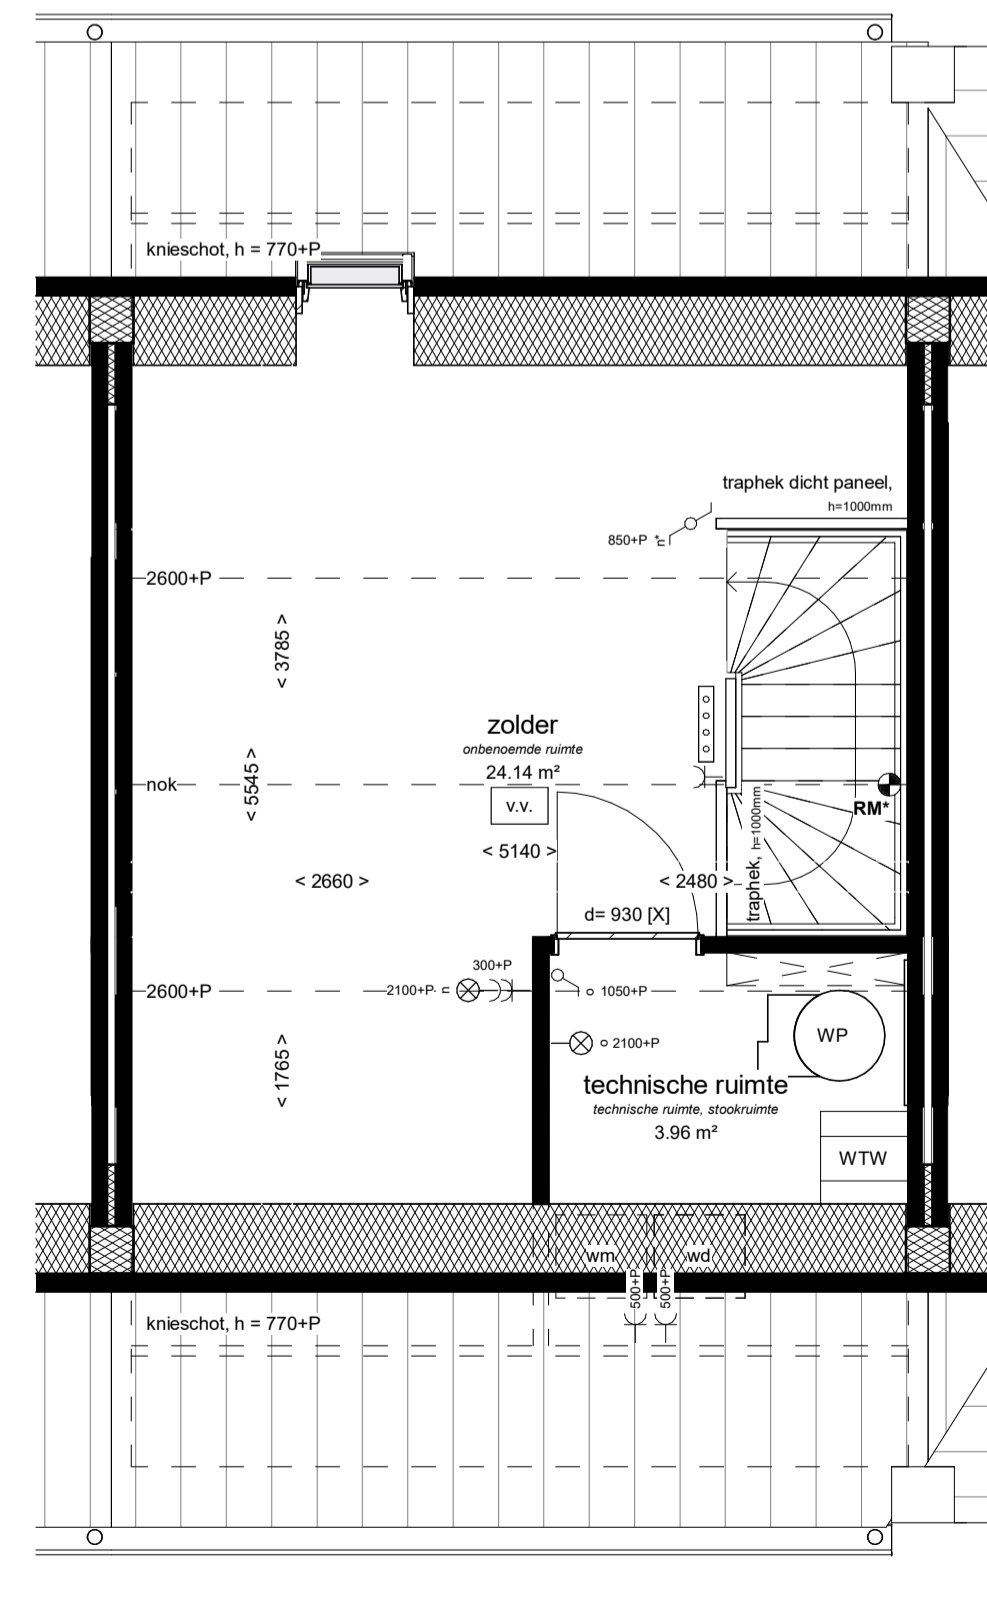 knieschot, h = 770+P
traphek dicht paneel,
h=1000mm
850+P n*
2600+P
< 3785 >
zolder
onbenoemde ruimte
24.14 m²
nok
< 5545 >
v.v.
RM*
traphek, h=1000mm
< 5140 >
< 2660 >
< 2480 >
d= 930 [X]
300+P
2600+P
2100+P n
1050+P
< 1765 >
2100+P
WP
technische ruimte
technische ruimte, stookruimte
3.96 m²
WTW
wm
wd
500+P
500+P
knieschot, h = 770+P